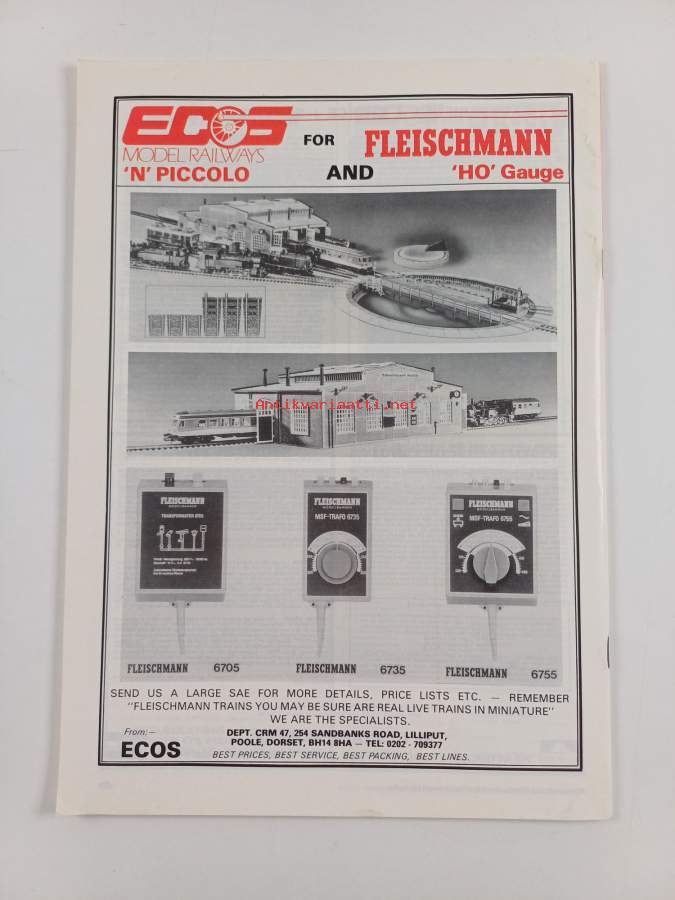 ECOS
MODEL RAILWAYS
FOR FLEISCHMANN
'N' PICCOLO AND 'HO' Gauge
Antikvariaatti.net
FLEISCHMANN
FLEISCHMANN
MSF-TRAFO 6735
FLEISCHMANN
MSF-TRAFO 6755
FLEISCHMANN 6705
FLEISCHMANN 6735
FLEISCHMANN 6755
SEND US A LARGE SAE FOR MORE DETAILS, PRICE LISTS ETC. — REMEMBER
"FLEISCHMANN TRAINS YOU MAY BE SURE ARE REAL LIVE TRAINS IN MINIATURE"
WE ARE THE SPECIALISTS.
From:—
ECOS
DEPT. CRM 47, 254 SANDBANKS ROAD, LILLIPUT,
POOLE, DORSET, BH14 8HA — TEL: 0202 - 709377
BEST PRICES, BEST SERVICE, BEST PACKING, BEST LINES.